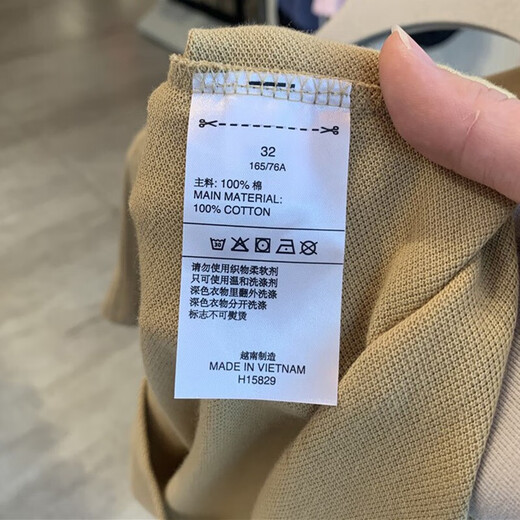 32
165/76A
主料: 100% 棉
MAIN MATERIAL:
100% COTTON
30
请勿使用织物柔软剂
只可使用温和洗涤剂
深色衣物里翻外洗涤
深色衣物分开洗涤
标志不可熨烫
越南制造
MADE IN VIETNAM
H15829